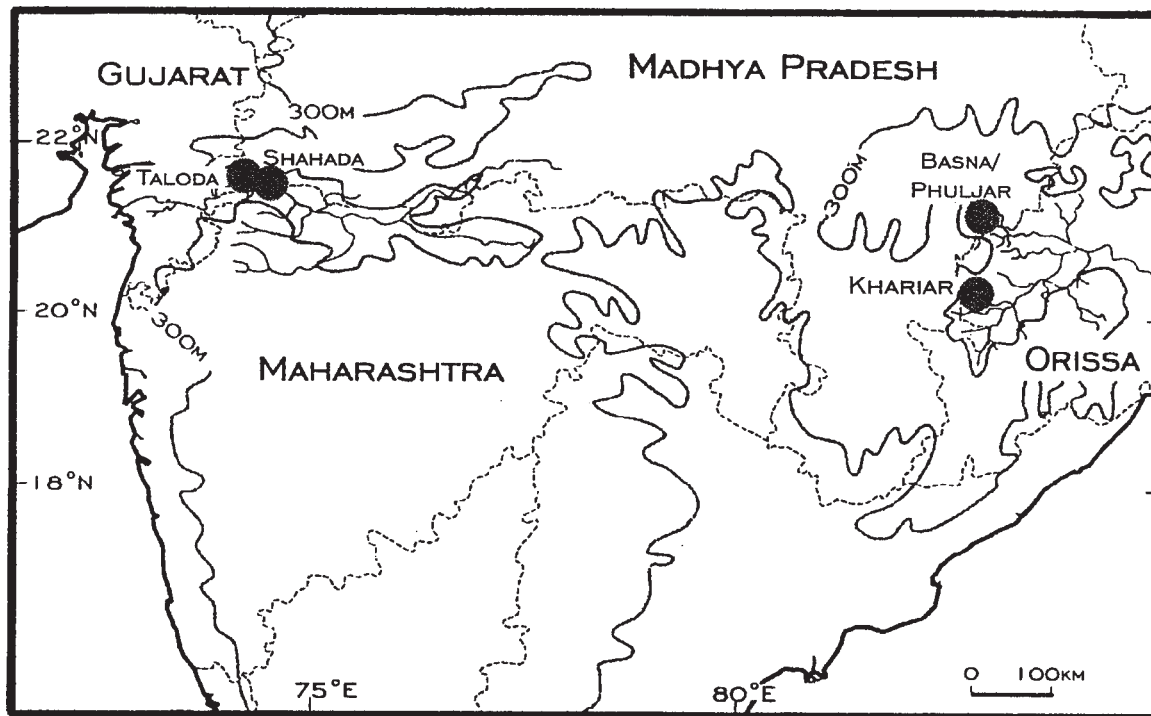 GUJARAT
MADHYA PRADESH
300M
22°N
SHAHADA
TALODA
BASNA/
PHULJAR
300M
KHARIAR
20°N
300M
MAHARASHTRA
ORISSA
18°N
75°E
80°E
0 100KM